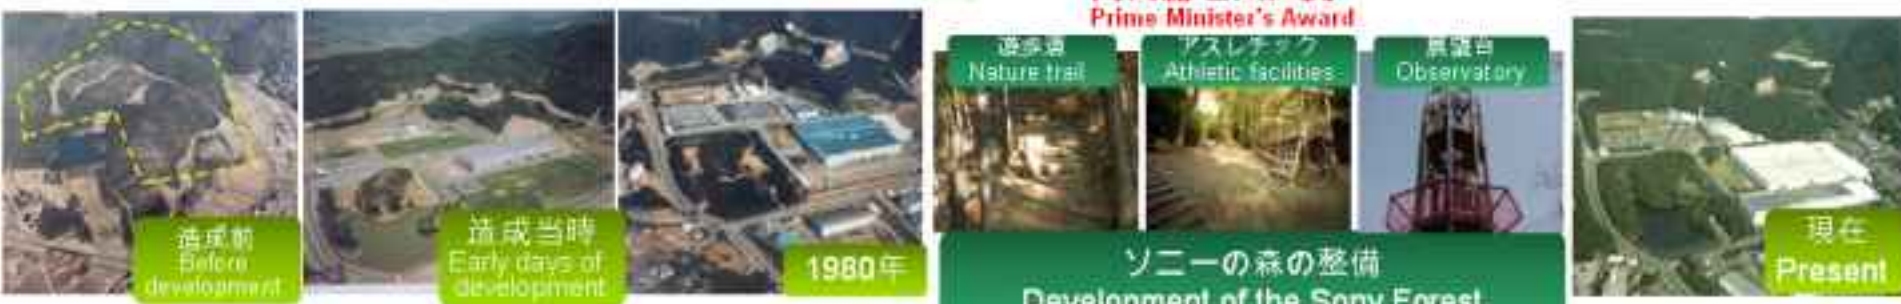 造成前
Before
development
造成当時
Early days of
development
1980年
Prime Minister's Award
遊歩道
Nature trail
アスレチック
Athletic facilities
展望台
Observatory
ソニーの森の整備
Development of the Sony Forest
現在
Present